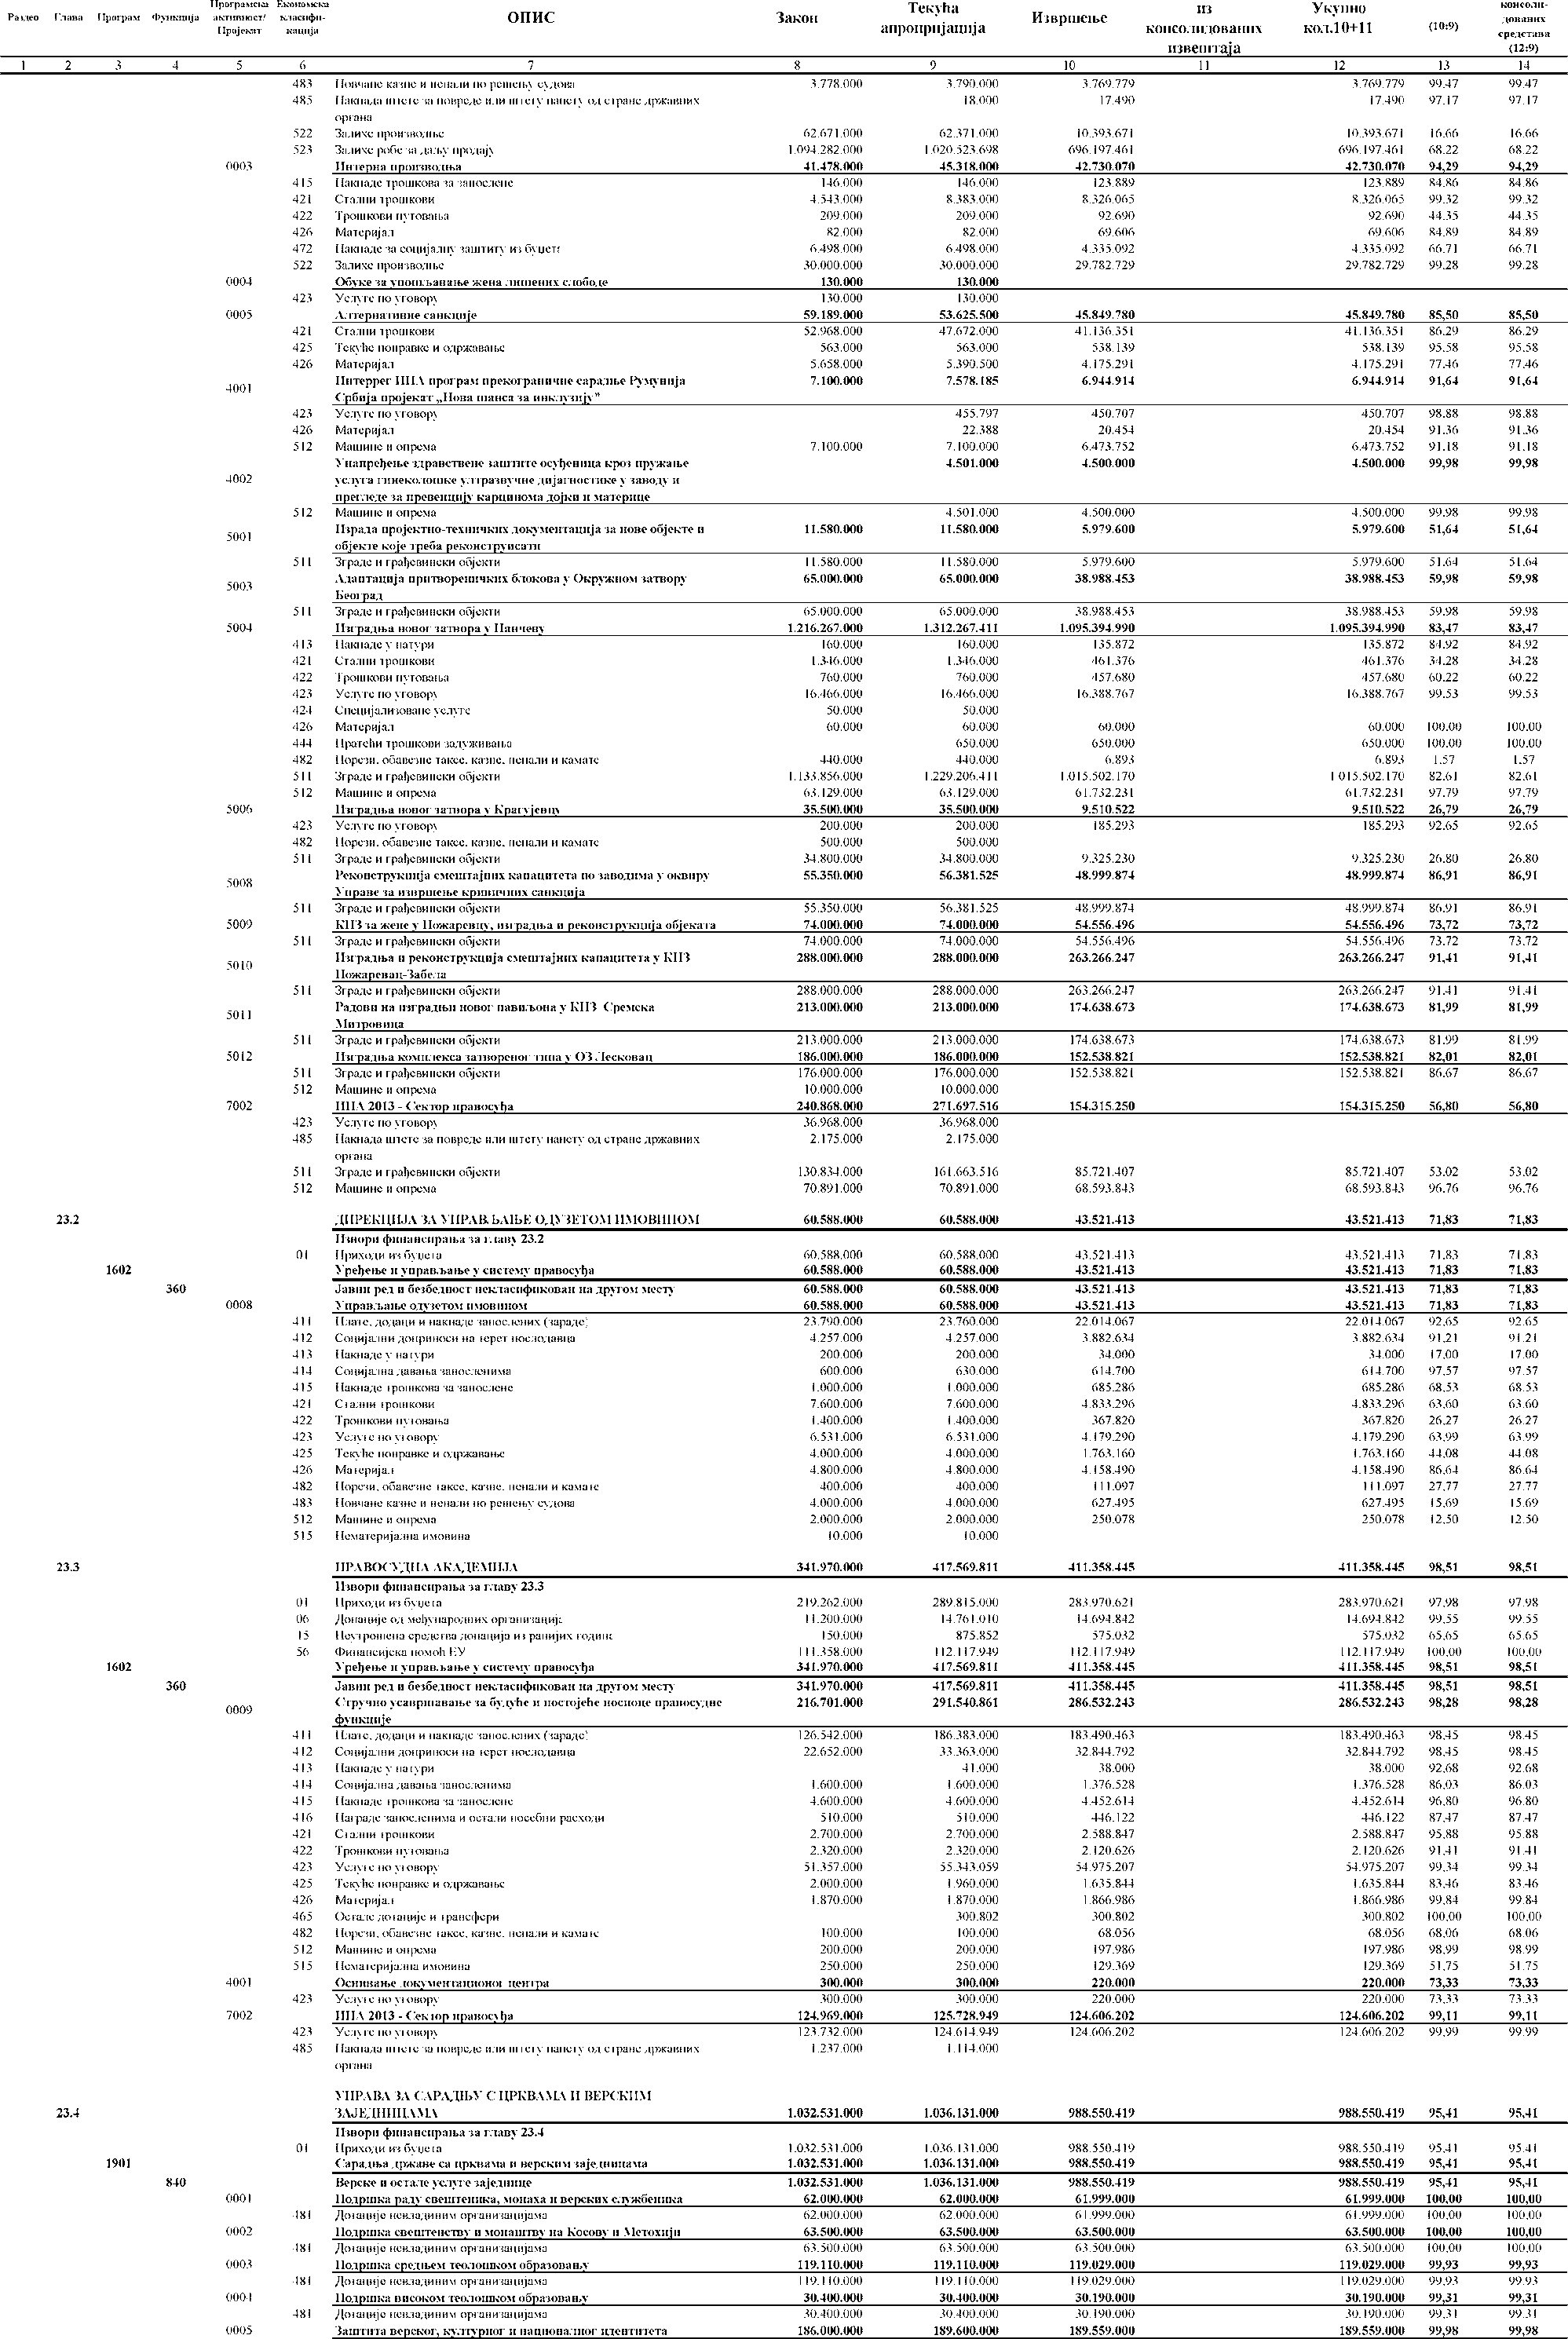 Раздео Глава Програм Функција Програмска активност/ Пројекат Економска класифи-кација ОПИС Закон Текућа апропријација Извршење из консолидованих извештаја Укупно кол.10+11 (10:9) консоли-дованих средстава (12:9)
1 2 3 4 5 6 7 8 9 10 11 12 13 14
483 Новчане казне и пенали по решењу судова 3.778.000 3.790.000 3.769.779 3.769.779 99,47 99,47
485 Накнада штете за повреде или штету нанету од стране државних 18.000 17.490 17.490 97,17 97,17
органа
522 Залихе производње 62.671.000 62.371.000 10.393.671 10.393.671 16,66 16,66
523 Залихе робе за даљу продају 1.094.282.000 1.020.523.698 696.197.461 696.197.461 68,22 68,22
0003 Интерна производња 41.478.000 45.318.000 42.730.070 42.730.070 94,29 94,29
415 Накнаде трошкова за запослене 146.000 146.000 123.889 123.889 84,86 84,86
421 Стални трошкови 4.543.000 8.383.000 8.326.065 8.326.065 99,32 99,32
422 Трошкови путовања 209.000 209.000 92.690 92.690 44,35 44,35
426 Материјал 82.000 82.000 69.606 69.606 84,89 84,89
472 Накнаде за социјалну заштиту из буџета 6.498.000 6.498.000 4.335.092 4.335.092 66,71 66,71
522 Залихе производње 30.000.000 30.000.000 29.782.729 29.782.729 99,28 99,28
0004 Обуке за упошљавање жена лишених слободе 130.000 130.000
423 Услуге по уговору 130.000 130.000
0005 Алтернативне санкције 59.189.000 53.625.500 45.849.780 45.849.780 85,50 85,50
421 Стални трошкови 52.968.000 47.672.000 41.136.351 41.136.351 86,29 86,29
425 Текуће поправке и одржавање 563.000 563.000 538.139 538.139 95,58 95,58
426 Материјал 5.658.000 5.390.500 4.175.291 4.175.291 77,46 77,46
4001 Интеррег ИПА програм прекограничне сарадње Румунија 7.100.000 7.578.185 6.944.914 6.944.914 91,64 91,64
Србија пројекат „Нова шанса за инклузију”
423 Услуге по уговору 455.797 450.707 450.707 98,88 98,88
426 Материјал 22.388 20.454 20.454 91,36 91,36
512 Машине и опрема 7.100.000 7.100.000 6.473.752 6.473.752 91,18 91,18
4002 Унапређење здравствене заштите осуђеница кроз пружање 4.501.000 4.500.000 4.500.000 99,98 99,98
услуга гинеколошке ултразвучне дијагностике у заводу и
прегледе за превенцију карцинома дојки и материце
512 Машине и опрема 4.501.000 4.500.000 4.500.000 99,98 99,98
5001 Израда пројектно-техничких документација за нове објекте и 11.580.000 11.580.000 5.979.600 5.979.600 51,64 51,64
објекте које треба реконструисати
511 Зграде и грађевински објекти 11.580.000 11.580.000 5.979.600 5.979.600 51,64 51,64
5003 Адаптација притвореничких блокова у Окружном затвору 65.000.000 65.000.000 38.988.453 38.988.453 59,98 59,98
Београд
511 Зграде и грађевински објекти 65.000.000 65.000.000 38.988.453 38.988.453 59,98 59,98
5004 Изградња новог затвора у Панчеву 1.216.267.000 1.312.267.411 1.095.394.990 1.095.394.990 83,47 83,47
413 Накнаде у натури 160.000 160.000 135.872 135.872 84,92 84,92
421 Стални трошкови 1.346.000 1.346.000 461.376 461.376 34,28 34,28
422 Трошкови путовања 760.000 760.000 457.680 457.680 60,22 60,22
423 Услуге по уговору 16.466.000 16.466.000 16.388.767 16.388.767 99,53 99,53
424 Специјализоване услуге 50.000 50.000
426 Материјал 60.000 60.000 60.000 60.000 100,00 100,00
444 Пратећи трошкови задуживања 650.000 650.000 650.000 100,00 100,00
482 Порези, обавезне таксе, казне, пенали и камате 440.000 440.000 6.893 6.893 1,57 1,57
511 Зграде и грађевински објекти 1.133.856.000 1.229.206.411 1.015.502.170 1.015.502.170 82,61 82,61
512 Машине и опрема 63.129.000 63.129.000 61.732.231 61.732.231 97,79 97,79
5006 Изградња новог затвора у Крагујевцу 35.500.000 35.500.000 9.510.522 9.510.522 26,79 26,79
423 Услуге по уговору 200.000 200.000 185.293 185.293 92,65 92,65
482 Порези, обавезне таксе, казне, пенали и камате 500.000 500.000
511 Зграде и грађевински објекти 34.800.000 34.800.000 9.325.230 9.325.230 26,80 26,80
5008 Реконструкција смештајних капацитета по заводима у оквиру 55.350.000 56.381.525 48.999.874 48.999.874 86,91 86,91
Управе за извршење кривичних санкција
511 Зграде и грађевински објекти 55.350.000 56.381.525 48.999.874 48.999.874 86,91 86,91
5009 КПЗ за жене у Пожаревцу, изградња и реконструкција објеката 74.000.000 74.000.000 54.556.496 54.556.496 73,72 73,72
511 Зграде и грађевински објекти 74.000.000 74.000.000 54.556.496 54.556.496 73,72 73,72
5010 Изградња и реконструкција смештајних капацитета у КПЗ 288.000.000 288.000.000 263.266.247 263.266.247 91,41 91,41
Пожаревац-Забела
511 Зграде и грађевински објекти 288.000.000 288.000.000 263.266.247 263.266.247 91,41 91,41
5011 Радови на изградњи новог павиљона у КПЗ Сремска 213.000.000 213.000.000 174.638.673 174.638.673 81,99 81,99
Митровица
511 Зграде и грађевински објекти 213.000.000 213.000.000 174.638.673 174.638.673 81,99 81,99
5012 Изградња комплекса затвореног типа у ОЗ Лесковац 186.000.000 186.000.000 152.538.821 152.538.821 82,01 82,01
511 Зграде и грађевински објекти 176.000.000 176.000.000 152.538.821 152.538.821 86,67 86,67
512 Машине и опрема 10.000.000 10.000.000
7002 ИПА 2013 - Сектор правосуђа 240.868.000 271.697.516 154.315.250 154.315.250 56,80 56,80
423 Услуге по уговору 36.968.000 36.968.000
485 Накнада штете за повреде или штету нанету од стране државних 2.175.000 2.175.000
органа
511 Зграде и грађевински објекти 130.834.000 161.663.516 85.721.407 85.721.407 53,02 53,02
512 Машине и опрема 70.891.000 70.891.000 68.593.843 68.593.843 96,76 96,76
23.2 ДИРЕКЦИЈА ЗА УПРАВЉАЊЕ ОДУЗЕТОМ ИМОВИНОМ 60.588.000 60.588.000 43.521.413 43.521.413 71,83 71,83
Извори финансирања за главу 23.2
01 Приходи из буџета 60.588.000 60.588.000 43.521.413 43.521.413 71,83 71,83
1602 Уређење и управљање у систему правосуђа 60.588.000 60.588.000 43.521.413 43.521.413 71,83 71,83
360 Јавни ред и безбедност некласификован на другом месту 60.588.000 60.588.000 43.521.413 43.521.413 71,83 71,83
0008 Управљање одузетом имовином 60.588.000 60.588.000 43.521.413 43.521.413 71,83 71,83
411 Плате, додаци и накнаде запослених (зараде) 23.790.000 23.760.000 22.014.067 22.014.067 92,65 92,65
412 Социјални доприноси на терет послодавца 4.257.000 4.257.000 3.882.634 3.882.634 91,21 91,21
413 Накнаде у натури 200.000 200.000 34.000 34.000 17,00 17,00
414 Социјална давања запосленима 600.000 630.000 614.700 614.700 97,57 97,57
415 Накнаде трошкова за запослене 1.000.000 1.000.000 685.286 685.286 68,53 68,53
421 Стални трошкови 7.600.000 7.600.000 4.833.296 4.833.296 63,60 63,60
422 Трошкови путовања 1.400.000 1.400.000 367.820 367.820 26,27 26,27
423 Услуге по уговору 6.531.000 6.531.000 4.179.290 4.179.290 63,99 63,99
425 Текуће поправке и одржавање 4.000.000 4.000.000 1.763.160 1.763.160 44,08 44,08
426 Материјал 4.800.000 4.800.000 4.158.490 4.158.490 86,64 86,64
482 Порези, обавезне таксе, казне, пенали и камате 400.000 400.000 111.097 111.097 27,77 27,77
483 Новчане казне и пенали по решењу судова 4.000.000 4.000.000 627.495 627.495 15,69 15,69
512 Машине и опрема 2.000.000 2.000.000 250.078 250.078 12,50 12,50
515 Нематеријална имовина 10.000 10.000
23.3 ПРАВОСУДНА АКАДЕМИЈА 341.970.000 417.569.811 411.358.445 411.358.445 98,51 98,51
Извори финансирања за главу 23.3
01 Приходи из буџета 219.262.000 289.815.000 283.970.621 283.970.621 97,98 97,98
06 Донације од међународних организација 11.200.000 14.761.010 14.694.842 14.694.842 99,55 99,55
15 Неутрошена средства донација из ранијих година 150.000 875.852 575.032 575.032 65,65 65,65
56 Финансијска помоћ ЕУ 111.358.000 112.117.949 112.117.949 112.117.949 100,00 100,00
1602 Уређење и управљање у систему правосуђа 341.970.000 417.569.811 411.358.445 411.358.445 98,51 98,51
360 Јавни ред и безбедност некласификован на другом месту 341.970.000 417.569.811 411.358.445 411.358.445 98,51 98,51
0009 Стручно усавршавање за будуће и постојеће носиоце правосудне 216.701.000 291.540.861 286.532.243 286.532.243 98,28 98,28
функције
411 Плате, додаци и накнаде запослених (зараде) 126.542.000 186.383.000 183.490.463 183.490.463 98,45 98,45
412 Социјални доприноси на терет послодавца 22.652.000 33.363.000 32.844.792 32.844.792 98,45 98,45
413 Накнаде у натури 41.000 38.000 38.000 92,68 92,68
414 Социјална давања запосленима 1.600.000 1.600.000 1.376.528 1.376.528 86,03 86,03
415 Накнаде трошкова за запослене 4.600.000 4.600.000 4.452.614 4.452.614 96,80 96,80
416 Награде запосленима и остали посебни расходи 510.000 510.000 446.122 446.122 87,47 87,47
421 Стални трошкови 2.700.000 2.700.000 2.588.847 2.588.847 95,88 95,88
422 Трошкови путовања 2.320.000 2.320.000 2.120.626 2.120.626 91,41 91,41
423 Услуге по уговору 51.357.000 55.343.059 54.975.207 54.975.207 99,34 99,34
425 Текуће поправке и одржавање 2.000.000 1.960.000 1.635.844 1.635.844 83,46 83,46
426 Материјал 1.870.000 1.870.000 1.866.986 1.866.986 99,84 99,84
465 Остале дотације и трансфери 300.802 300.802 300.802 100,00 100,00
482 Порези, обавезне таксе, казне, пенали и камате 100.000 100.000 68.056 68.056 68,06 68,06
512 Машине и опрема 200.000 200.000 197.986 197.986 98,99 98,99
515 Нематеријална имовина 250.000 250.000 129.369 129.369 51,75 51,75
4001 Оснивање документационог центра 300.000 300.000 220.000 220.000 73,33 73,33
423 Услуге по уговору 300.000 300.000 220.000 220.000 73,33 73,33
7002 ИПА 2013 - Сектор правосуђа 124.969.000 125.728.949 124.606.202 124.606.202 99,11 99,11
423 Услуге по уговору 123.732.000 124.614.949 124.606.202 124.606.202 99,99 99,99
485 Накнада штете за повреде или штету нанету од стране државних 1.237.000 1.114.000
органа
УПРАВА ЗА САРАДЊУ С ЦРКВАМА И ВЕРСКИМ
23.4 ЗАЈЕДНИЦАМА 1.032.531.000 1.036.131.000 988.550.419 988.550.419 95,41 95,41
Извори финансирања за главу 23.4
01 Приходи из буџета 1.032.531.000 1.036.131.000 988.550.419 988.550.419 95,41 95,41
1901 Сарадња државе са црквама и верским заједницама 1.032.531.000 1.036.131.000 988.550.419 988.550.419 95,41 95,41
840 Верске и остале услуге заједнице 1.032.531.000 1.036.131.000 988.550.419 988.550.419 95,41 95,41
0001 Подршка раду свештеника, монаха и верских службеника 62.000.000 62.000.000 61.999.000 61.999.000 100,00 100,00
481 Дотације невладиним организацијама 62.000.000 62.000.000 61.999.000 61.999.000 100,00 100,00
0002 Подршка свештенству и монаштву на Косову и Метохији 63.500.000 63.500.000 63.500.000 63.500.000 100,00 100,00
481 Дотације невладиним организацијама 63.500.000 63.500.000 63.500.000 63.500.000 100,00 100,00
0003 Подршка средњем теолошком образовању 119.110.000 119.110.000 119.029.000 119.029.000 99,93 99,93
481 Дотације невладиним организацијама 119.110.000 119.110.000 119.029.000 119.029.000 99,93 99,93
0004 Подршка високом теолошком образовању 30.400.000 30.400.000 30.190.000 30.190.000 99,31 99,31
481 Дотације невладиним организацијама 30.400.000 30.400.000 30.190.000 30.190.000 99,31 99,31
0005 Заштита верског, културног и националног идентитета 186.000.000 189.600.000 189.559.000 189.559.000 99,98 99,98